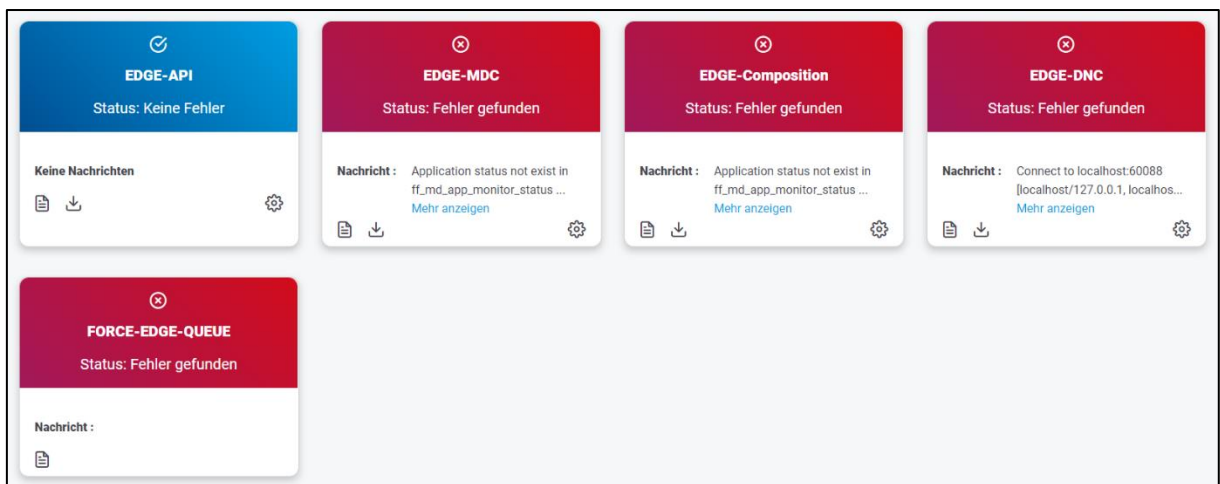 EDGE-API
Status: Keine Fehler
Keine Nachrichten
EDGE-MDC
Status: Fehler gefunden
Nachricht : Application status not exist in
ff_md_app_monitor_status ...
Mehr anzeigen
EDGE-Composition
Status: Fehler gefunden
Nachricht : Application status not exist in
ff_md_app_monitor_status ...
Mehr anzeigen
EDGE-DNC
Status: Fehler gefunden
Nachricht : Connect to localhost:60088
[localhost/127.0.0.1, localhos...
Mehr anzeigen
FORCE-EDGE-QUEUE
Status: Fehler gefunden
Nachricht :